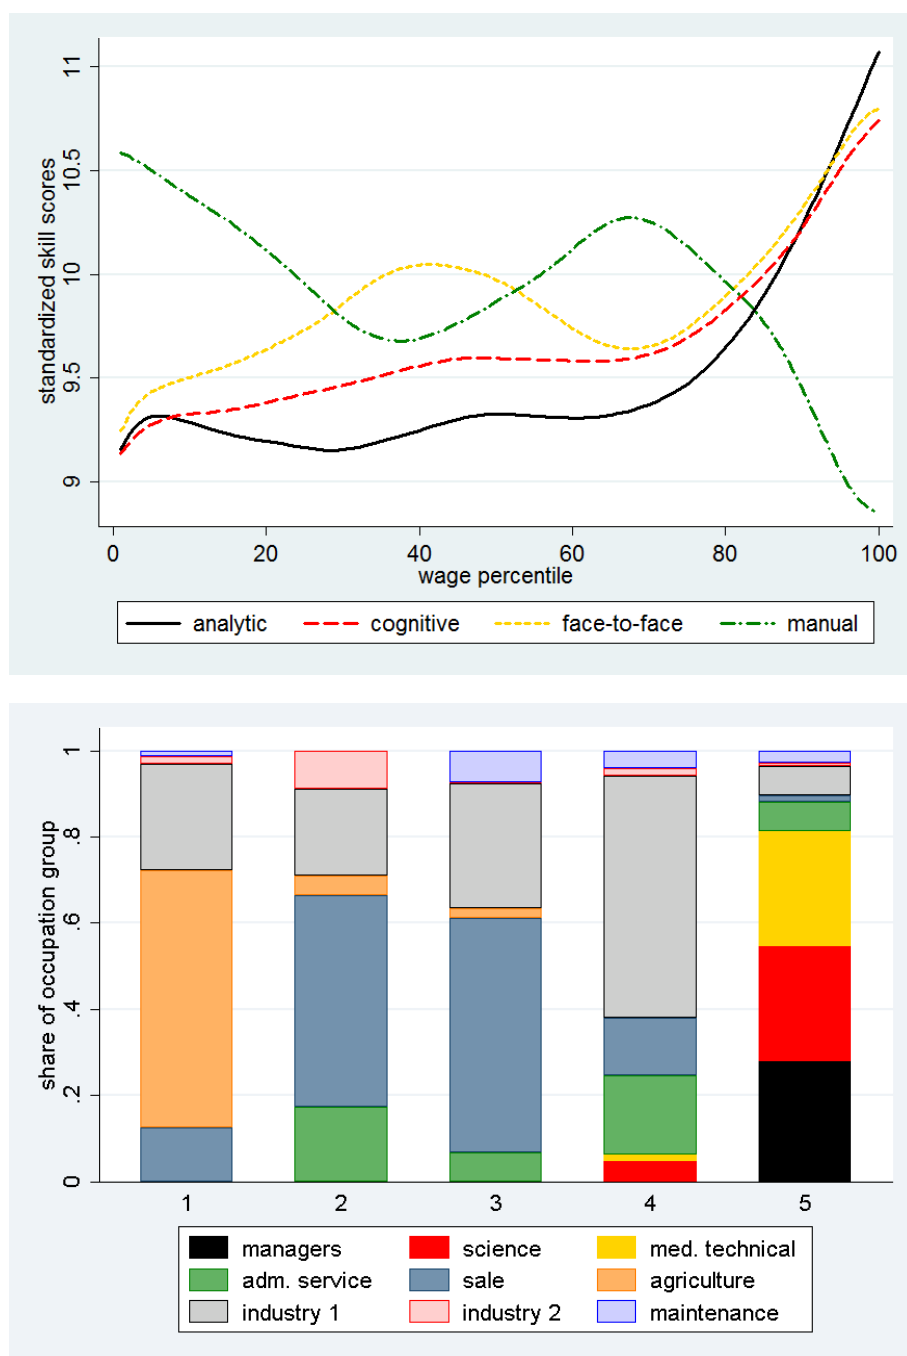 standardized skill scores
11
10.5
10
9.5
9
0 20 40 60 80 100
wage percentile
analytic cognitive face-to-face manual
share of occupation group
1
.8
.6
.4
.2
0
1 2 3 4 5
managers science med. technical
adm. service sale agriculture
industry 1 industry 2 maintenance